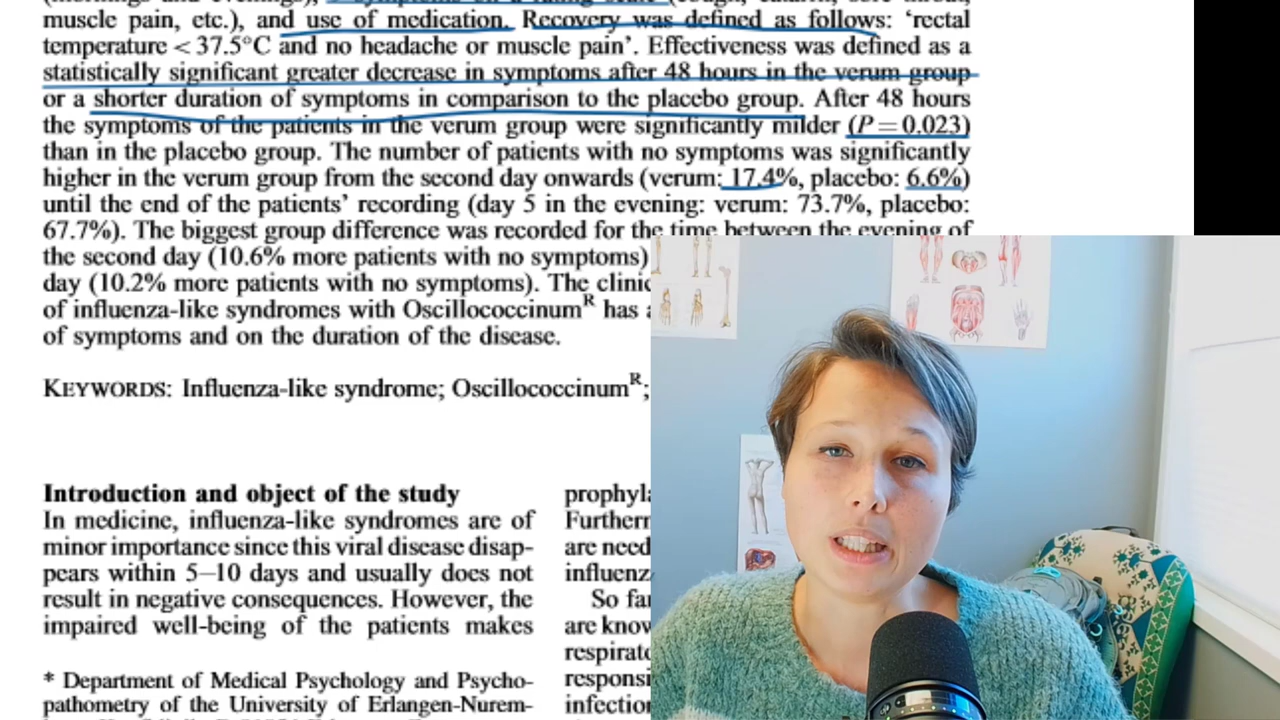 muscle pain, etc.), and use of medication. Recovery was defined as follows: ‘rectal
temperature < 37.5°C and no headache or muscle pain’. Effectiveness was defined as a
statistically significant greater decrease in symptoms after 48 hours in the verum group
or a shorter duration of symptoms in comparison to the placebo group. After 48 hours
the symptoms of the patients in the verum group were significantly milder (P = 0.023)
than in the placebo group. The number of patients with no symptoms was significantly
higher in the verum group from the second day onwards (verum: 17.4%, placebo: 6.6%)
until the end of the patients’ recording (day 5 in the evening: verum: 73.7%, placebo:
67.7%). The biggest group difference was recorded for the time between the evening of
the second day (10.6% more patients with no symptoms)
day (10.2% more patients with no symptoms). The clinic
of influenza-like syndromes with Oscillococcinum^R has
of symptoms and on the duration of the disease.
KEYWORDS: Influenza-like syndrome; Oscillococcinum^R;
Introduction and object of the study
In medicine, influenza-like syndromes are of
minor importance since this viral disease disap-
pears within 5–10 days and usually does not
result in negative consequences. However, the
impaired well-being of the patients makes
* Department of Medical Psychology and Psycho-
pathometry of the University of Erlangen-Nurem-
prophyl
Furthern
are need
influenz
So fa
are know
respirato
responsi
infection